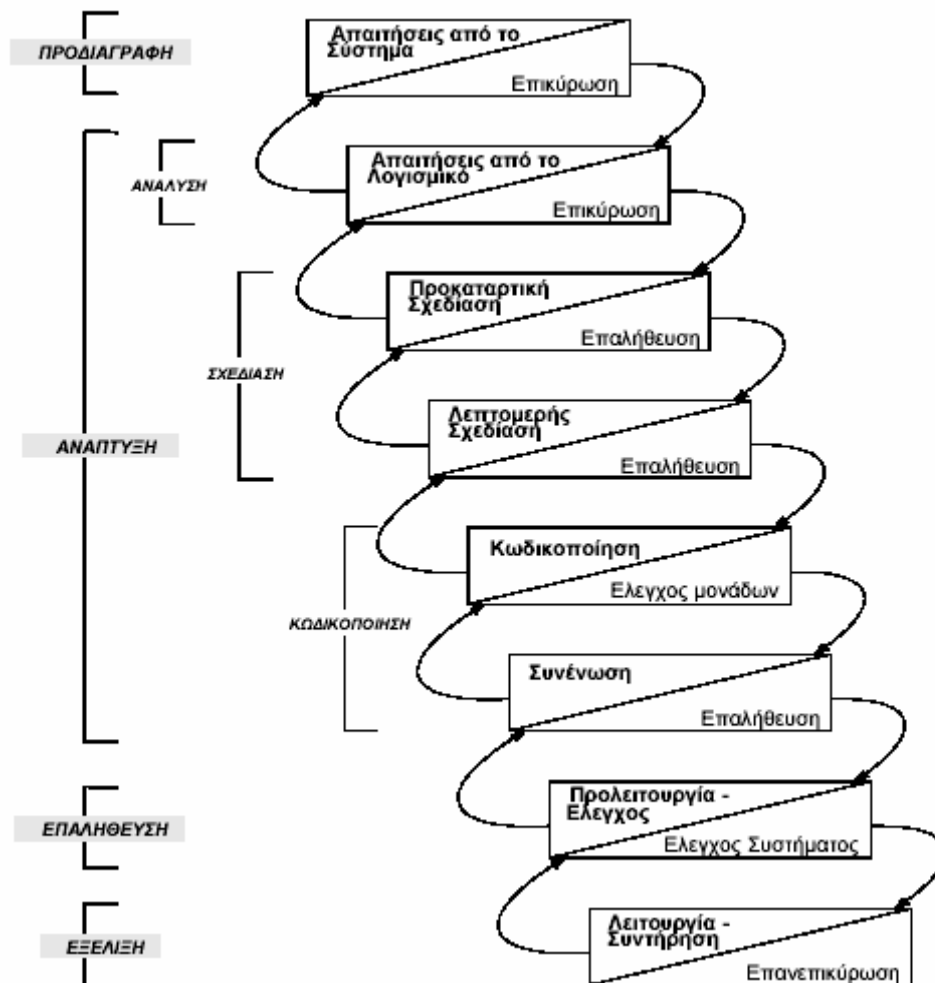 ΠΡΟΔΙΑΓΡΑΦΗ
Απαιτήσεις από το
Σύστημα
Επικύρωση
ΑΝΑΠΤΥΞΗ
ΑΝΑΛΥΣΗ
Απαιτήσεις από το
Λογισμικό
Επικύρωση
ΣΧΕΔΙΑΣΗ
Προκαταρτική
Σχεδίαση
Επαλήθευση
Λεπτομερής
Σχεδίαση
Επαλήθευση
ΚΩΔΙΚΟΠΟΙΗΣΗ
Κωδικοποίηση
Ελεγχος μονάδων
Συνένωση
Επαλήθευση
ΕΠΑΛΗΘΕΥΣΗ
Προλειτουργία -
Ελεγχος
Ελεγχος Συστήματος
ΕΞΕΛΙΞΗ
Λειτουργία -
Συντήρηση
Επανεπικύρωση